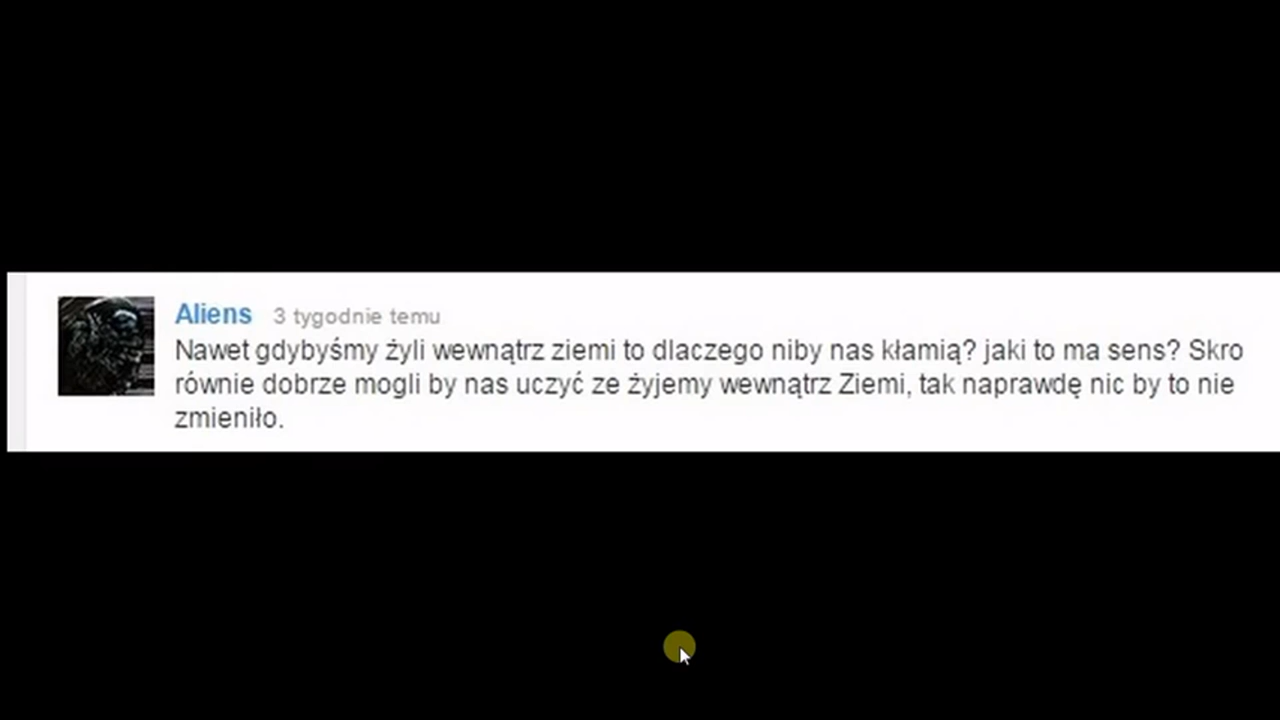 Aliens 3 tygodnie temu
Nawet gdybyśmy żyli wewnątrz ziemi to dlaczego niby nas kłamią? jaki to ma sens? Skro
równie dobrze mogli by nas uczyć ze żyjemy wewnątrz Ziemi, tak naprawdę nic by to nie
zmieniło.